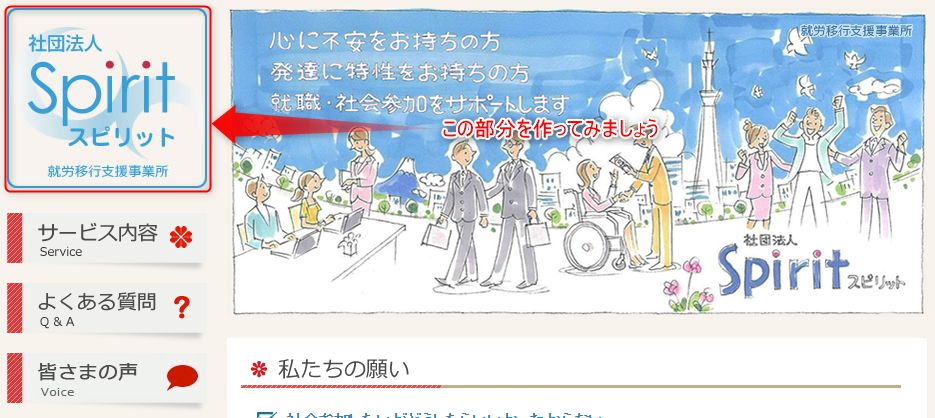 社団法人
Spirit
スピリット
就労移行支援事業所
心に不安をお持ちの方
発達に特性をお持ちの方
就職・社会参加をサポートします
就労移行支援事業所
この部分を作ってみましょう
社団法人
Spirit スピリット
サービス内容
Service
よくある質問
?
Q & A
皆さまの声
Voice
私たちの願い